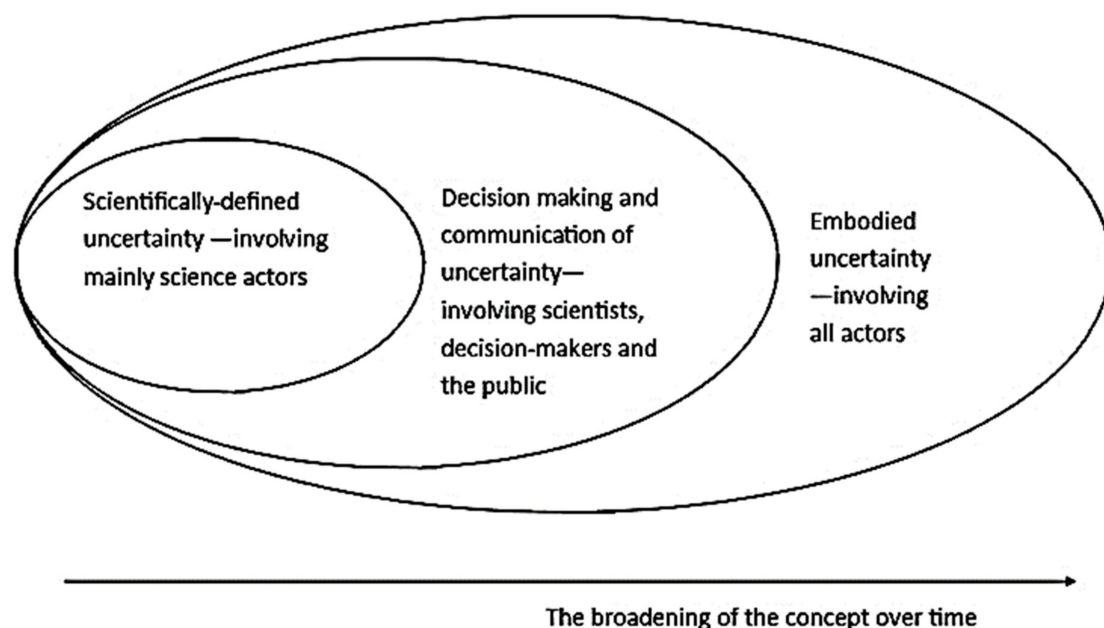 Scientifically-defined
uncertainty —involving
mainly science actors
Decision making and
communication of
uncertainty—
involving scientists,
decision-makers and
the public
Embodied
uncertainty
—involving
all actors
The broadening of the concept over time